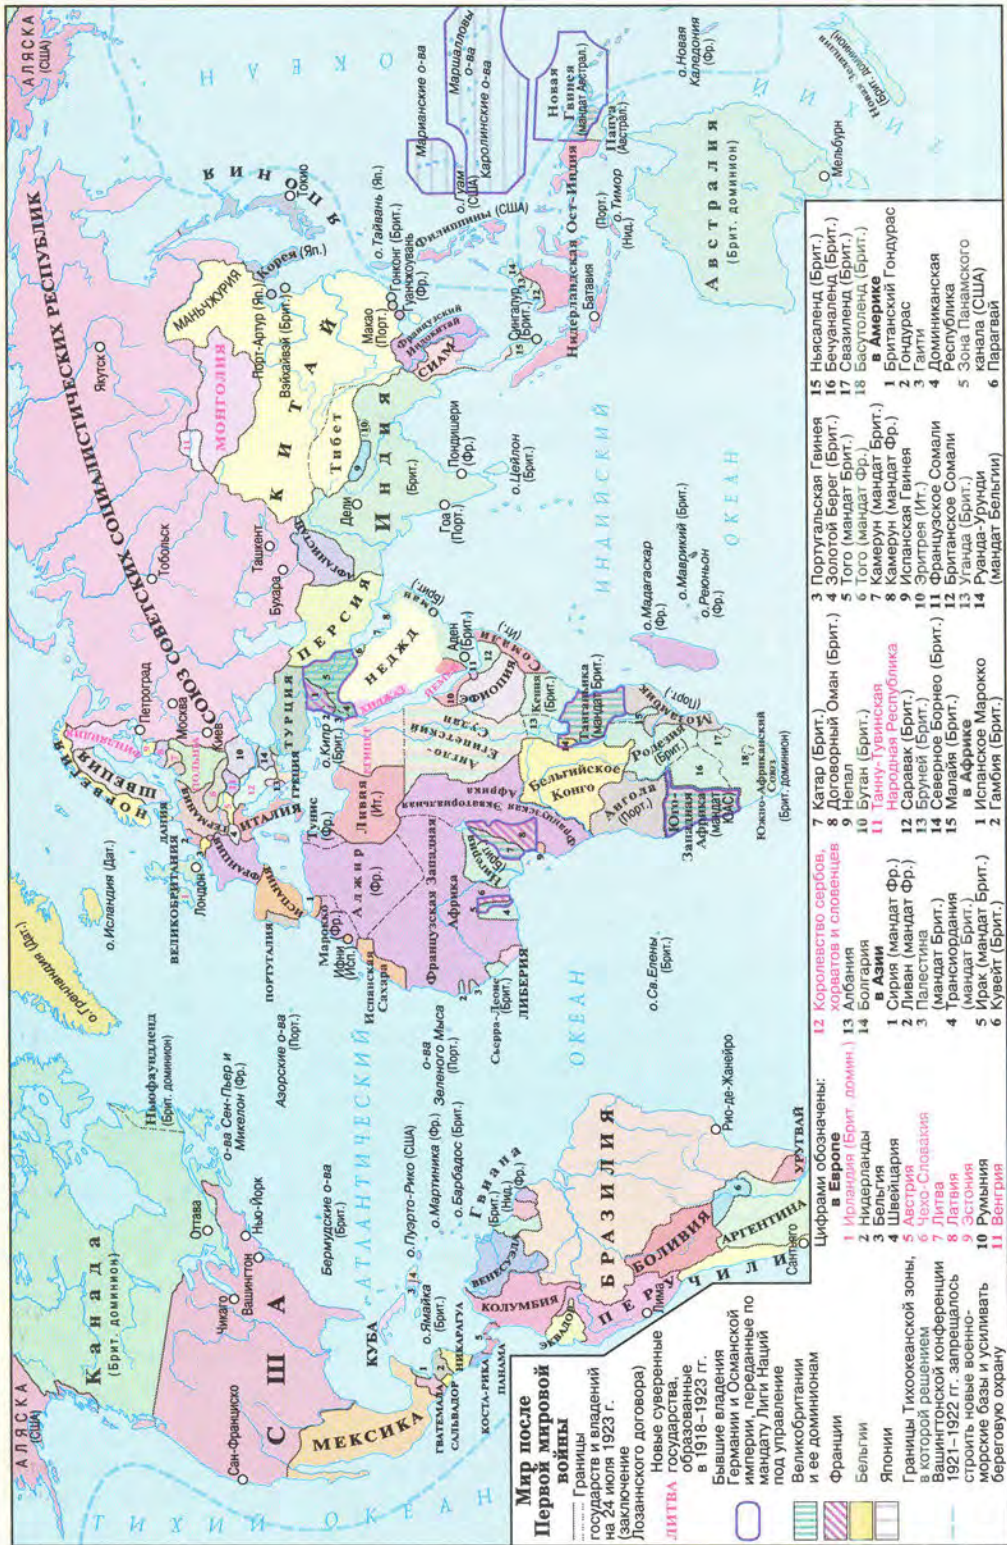 АЛЯСКА
(США)
Канада
(Брит. доминион)
Ньюфаундленд
(Брит. доминион)
о-ва Сен-Пьер и
Микелон (Фр.)
Оттава
Чикаго
Нью-Йорк
Вашингтон
Сан-Франциско
США
МЕКСИКА
КУБА
Бермудские о-ва
(Брит.)
о.Пуэрто-Рико (США)
о.Мартиника (Фр.)
о.Барбадос (Брит.)
о.Ямайка
(Брит.)
ГВАТЕМАЛА
САЛЬВАДОР
НИКАРАГУА
КОСТА-РИКА
ПАНАМА
ВЕНЕСУЭЛА
КОЛУМБИЯ
ЭКВАДОР
Гвиана
(Брит.)
(Нид.)
(Фр.)
БРАЗИЛИЯ
ПЕРУ
Лима
БОЛИВИЯ
Рио-де-Жанейро
ЧИЛИ
АРГЕНТИНА
УРУГВАЙ
Сантьяго
ТИХИЙ ОКЕАН
АТЛАНТИЧЕСКИЙ
ОКЕАН
о.Гренландия (Дат.)
о.Исландия (Дат.)
Азорские о-ва
(Порт.)
о-ва
Зеленого Мыса
(Порт.)
о.Св.Елены
(Брит.)
НОРВЕГИЯ
ШВЕЦИЯ
ФИНЛЯНДИЯ
ДАНИЯ
ВЕЛИКОБРИТАНИЯ
Лондон
ГЕРМАНИЯ
ПОЛЬША
ФРАНЦИЯ
ИСПАНИЯ
ПОРТУГАЛИЯ
ИТАЛИЯ
ГРЕЦИЯ
ТУРЦИЯ
Петроград
Москва
Киев
СОЮЗ СОВЕТСКИХ СОЦИАЛИСТИЧЕСКИХ РЕСПУБЛИК
Тобольск
Якутск
Ташкент
Бухара
АЛЯСКА
(США)
МОНГОЛИЯ
МАНЬЧЖУРИЯ
КИТАЙ
Тибет
Порт-Артур (Яп.)
Вэйхайвэй (Брит.)
Корея (Яп.)
ЯПОНИЯ
Токио
о.Тайвань (Яп.)
Гонконг (Брит.)
Гуанчжоувань
(Фр.)
Макао
(Порт.)
Филиппины (США)
о.Гуам
(США)
Марианские о-ва
Маршалловы
о-ва
Каролинские о-ва
АФГАНИСТАН
ПЕРСИЯ
ИНДИЯ
(Брит.)
Дели
Гоа
(Порт.)
Пондишери
(Фр.)
о.Цейлон
(Брит.)
СИАМ
Французский
Индокитай
Сингапур
(Брит.)
Нидерландская Ост-Индия
Батавия
о.Тимор
(Порт.)
(Нид.)
Новая
Гвинея
(мандат Австрал.)
Папуа
(Австрал.)
Австралия
(Брит. доминион)
Мельбурн
о.Новая
Каледония
(Фр.)
Новая Зеландия
(Брит. доминион)
ОКЕАН
ИНДИЙСКИЙ
ОКЕАН
о.Кипр
(Брит.)
НЕДЖД
ХИДЖАЗ
ЙЕМЕН
Оман
(Брит.)
Аден
(Брит.)
Тунис
(Фр.)
Марокко
(Фр.)
Ифни
(Исп.)
Испанская
Сахара
Алжир
(Фр.)
Ливия
(Ит.)
ЕГИПЕТ
Англо-
Египетский
Судан
Французская Западная
Африка
Французская Экваториальная
Африка
Сьерра-Леоне
(Брит.)
ЛИБЕРИЯ
Нигерия
(Брит.)
ЭФИОПИЯ
Сомали
(Ит.)
Кения
(Брит.)
Бельгийское
Конго
Танганьика
(мандат Брит.)
Ангола
(Порт.)
Родезия
(Брит.)
Мозамбик
(Порт.)
Юго-
Западная
Африка
(мандат
ЮАС)
Южно-Африканский
Союз
(Брит. доминион)
о.Мадагаскар
(Фр.)
о.Маврикий (Брит.)
о.Реюньон
(Фр.)
Мир после
Первой мировой
войны
Границы
государств и владений
на 24 июля 1923 г.
(заключение
Лозаннского договора)
ЛИТВА
Новые суверенные
государства,
образованные
в 1918–1923 гг.
Бывшие владения
Германии и Османской
империи, переданные по
мандату Лиги Наций
под управление
Великобритании
и ее доминионам
Франции
Бельгии
Японии
Границы Тихоокеанской зоны,
в которой решением
Вашингтонской конференции
1921–1922 гг. запрещалось
строить новые военно-
морские базы и усиливать
береговую охрану
Цифрами обозначены:
в Европе
1 Ирландия (Брит. домин.)
2 Нидерланды
3 Бельгия
4 Швейцария
5 Австрия
6 Чехо-Словакия
7 Литва
8 Латвия
9 Эстония
10 Румыния
11 Венгрия
12 Королевство сербов,
хорватов и словенцев
13 Албания
14 Болгария
в Азии
1 Сирия (мандат Фр.)
2 Ливан (мандат Фр.)
3 Палестина
(мандат Брит.)
4 Трансиордания
(мандат Брит.)
5 Ирак (мандат Брит.)
6 Кувейт (Брит.)
7 Катар (Брит.)
8 Договорный Оман (Брит.)
9 Непал
10 Бутан (Брит.)
11 Танну-Тувинская
Народная Республика
12 Саравак (Брит.)
13 Бруней (Брит.)
14 Северное Борнео (Брит.)
15 Малайя (Брит.)
в Африке
1 Испанское Марокко
2 Гамбия (Брит.)
3 Португальская Гвинея
4 Золотой Берег (Брит.)
5 Того (мандат Брит.)
6 Того (мандат Фр.)
7 Камерун (мандат Брит.)
8 Камерун (мандат Фр.)
9 Испанская Гвинея
10 Эритрея (Ит.)
11 Французское Сомали
12 Британское Сомали
13 Уганда (Брит.)
14 Руанда-Урунди
(мандат Бельгии)
15 Ньясаленд (Брит.)
16 Бечуаналенд (Брит.)
17 Свазиленд (Брит.)
18 Басутоленд (Брит.)
в Америке
1 Британский Гондурас
2 Гондурас
3 Гаити
4 Доминиканская
Республика
5 Зона Панамского
канала (США)
6 Парагвай